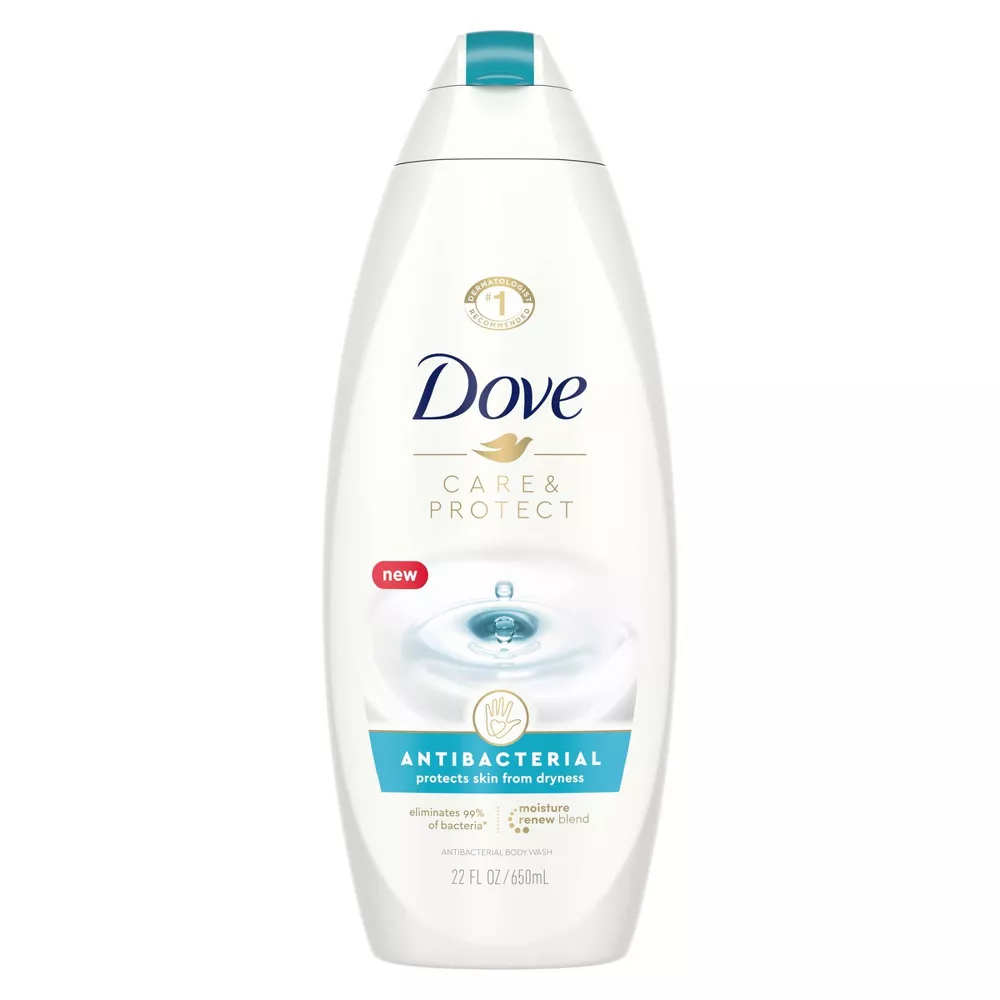 DERMATOLOGIST
#1
RECOMMENDED
Dove
CARE &
PROTECT
new
ANTIBACTERIAL
protects skin from dryness
eliminates 99%
of bacteria*
moisture
renew blend
ANTIBACTERIAL BODY WASH
22 FL OZ/650mL